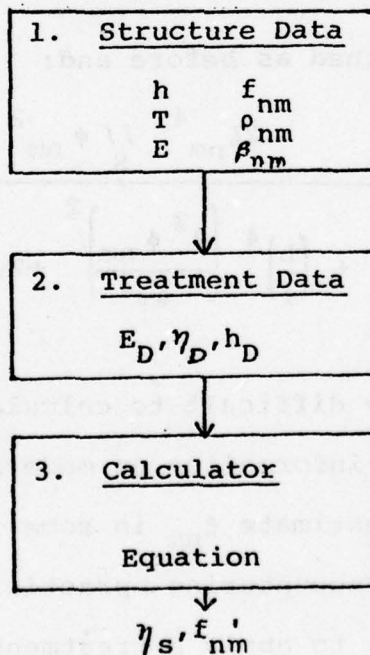 1. Structure Data
h f_nm
T ρ_nm
E β_nm
2. Treatment Data
E_D, η_D, h_D
3. Calculator
Equation
η_s, f_nm'